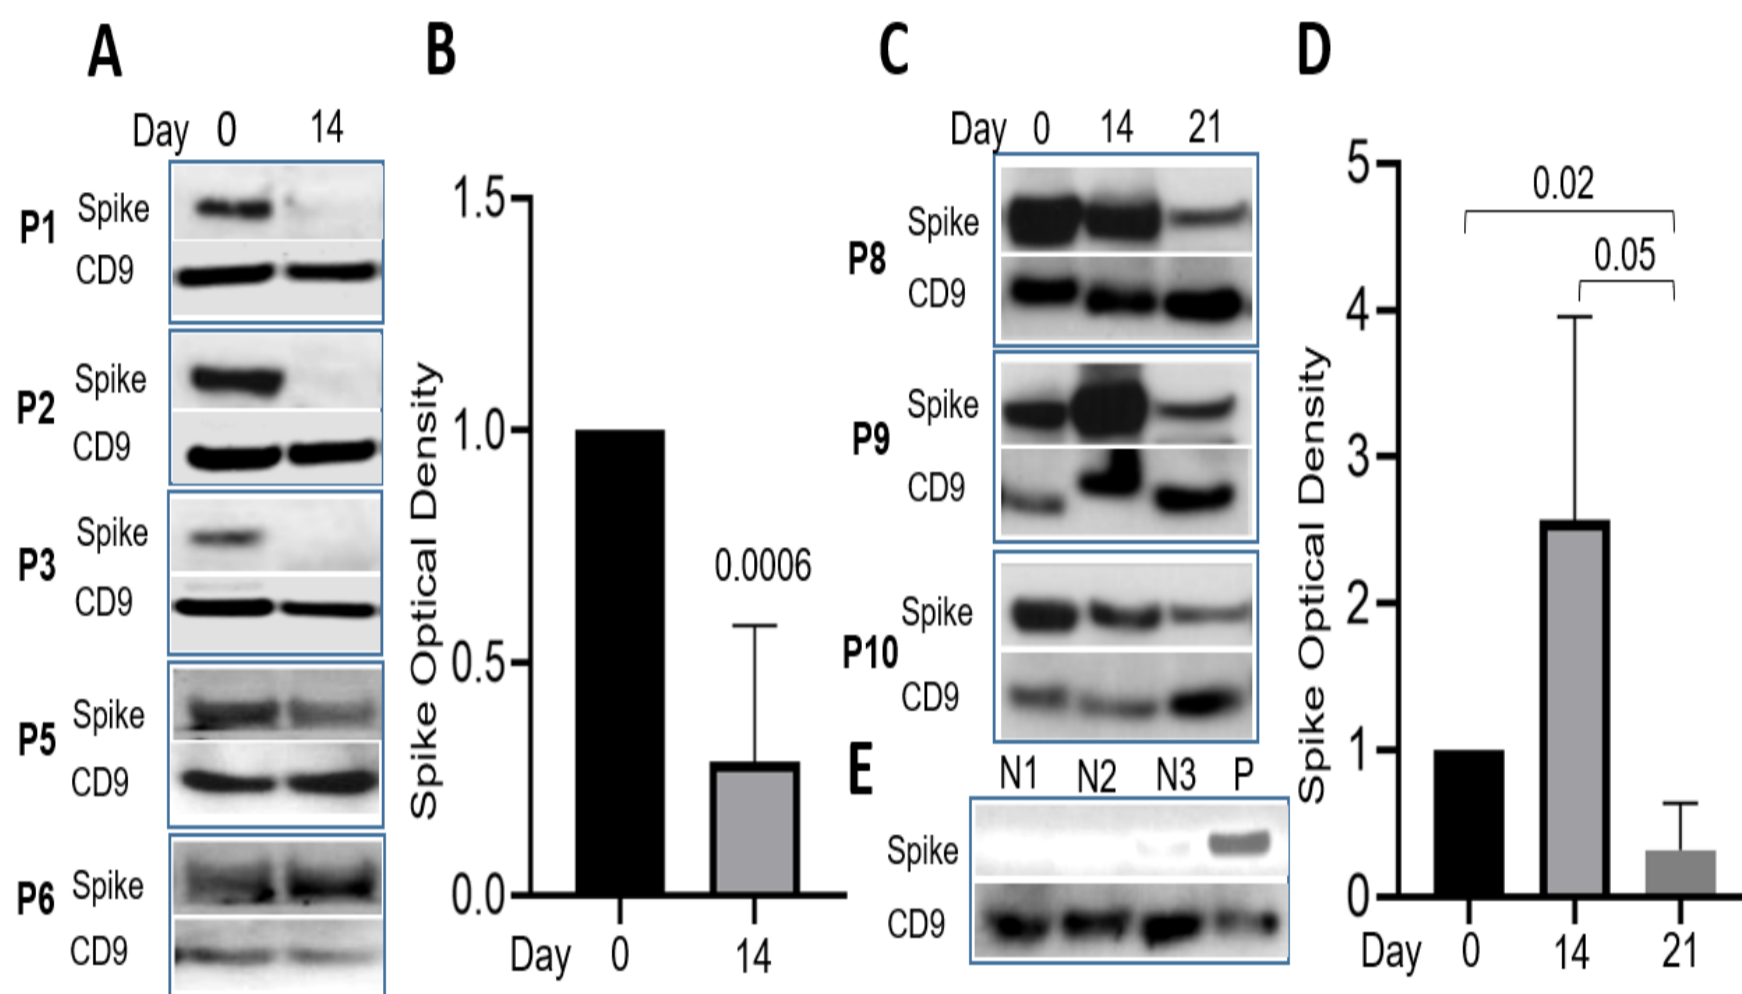 A
Day 0 14
P1
Spike
CD9
P2
Spike
CD9
P3
Spike
CD9
P5
Spike
CD9
P6
Spike
CD9
B
Spike Optical Density
1.5
1.0
0.5
0.0
0.0006
Day 0 14
C
Day 0 14 21
P8
Spike
CD9
P9
Spike
CD9
P10
Spike
CD9
E
N1 N2 N3 P
Spike
CD9
D
Spike Optical Density
5
4
3
2
1
0
0.02
0.05
Day 0 14 21